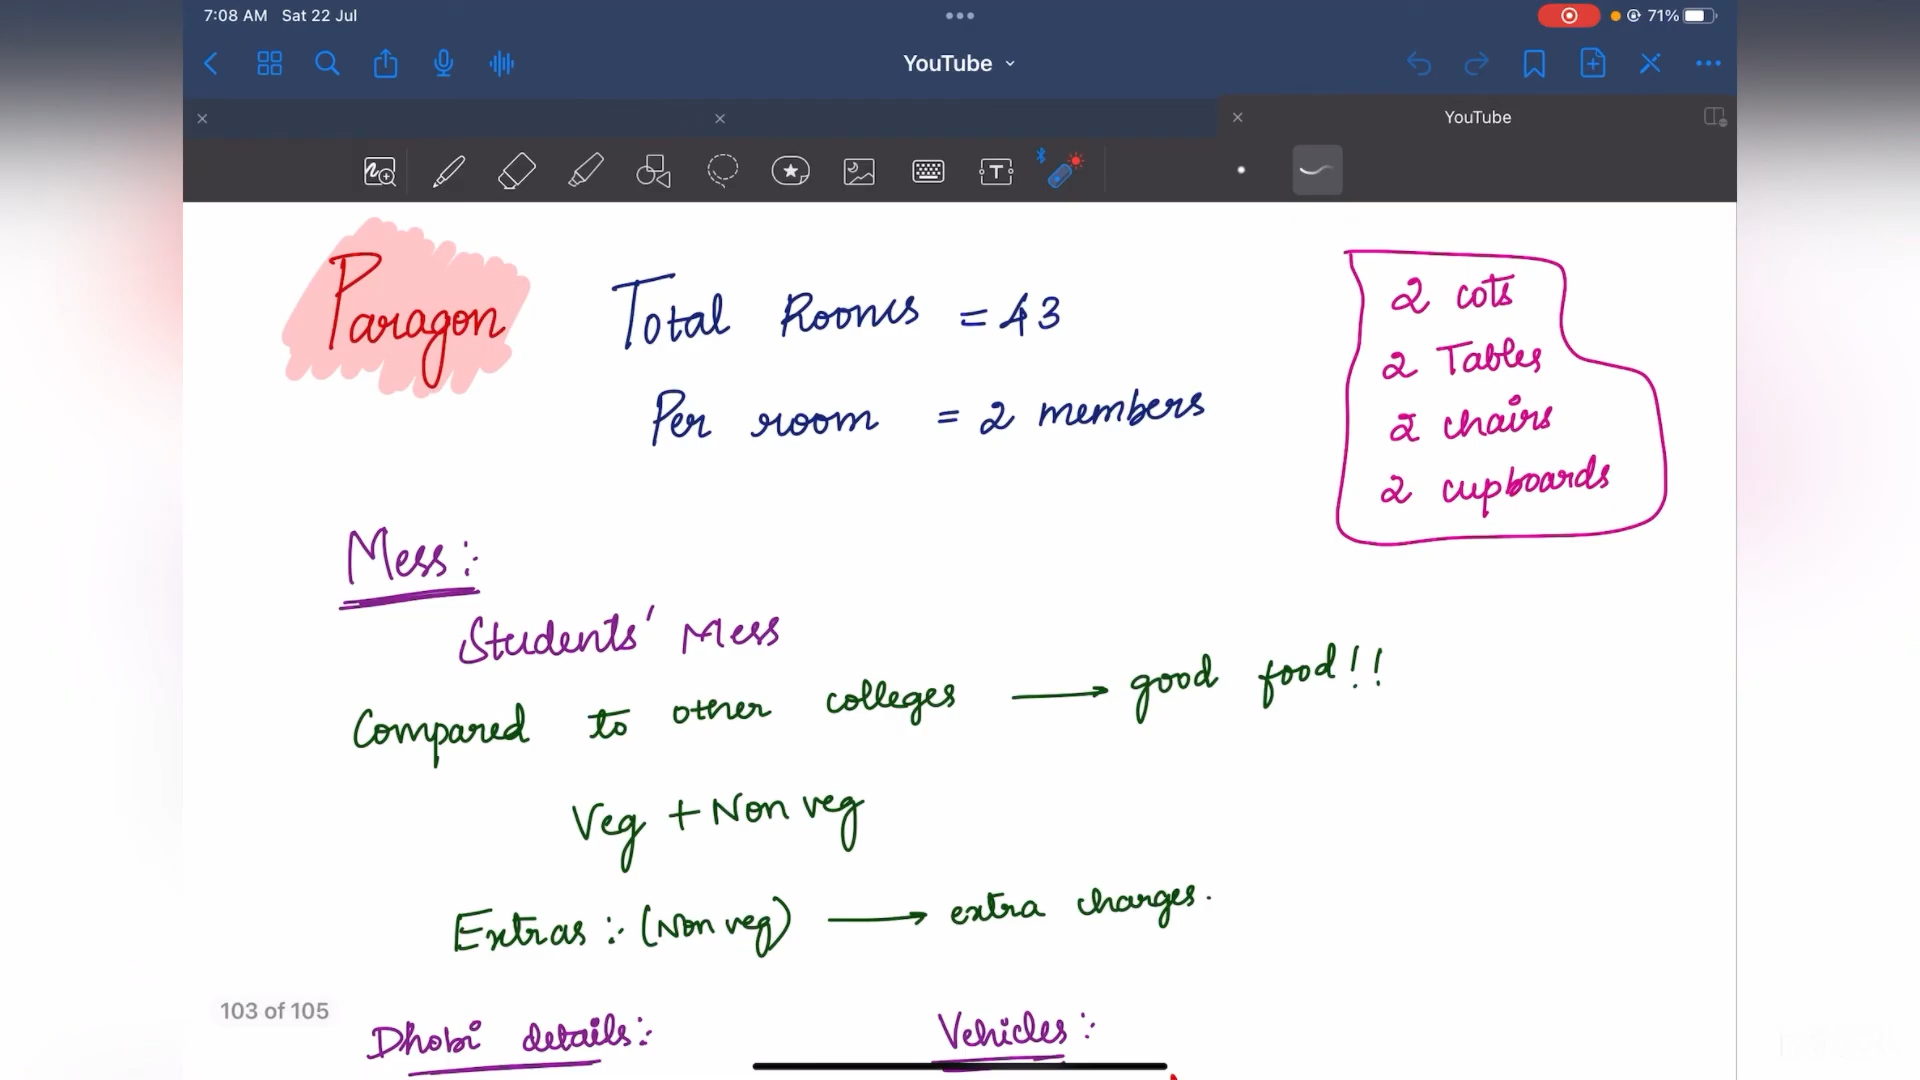 7:08 AM Sat 22 Jul
71%
YouTube
YouTube
Paragon
Total Rooms = 43
Per room = 2 members
2 cots
2 Tables
2 chairs
2 cupboards
Mess :-
Students' Mess
Compared to other colleges → good food!!
Veg + Non veg
Extras :- (Non veg) → extra charges.
103 of 105
Dhobi details :-
Vehicles :-